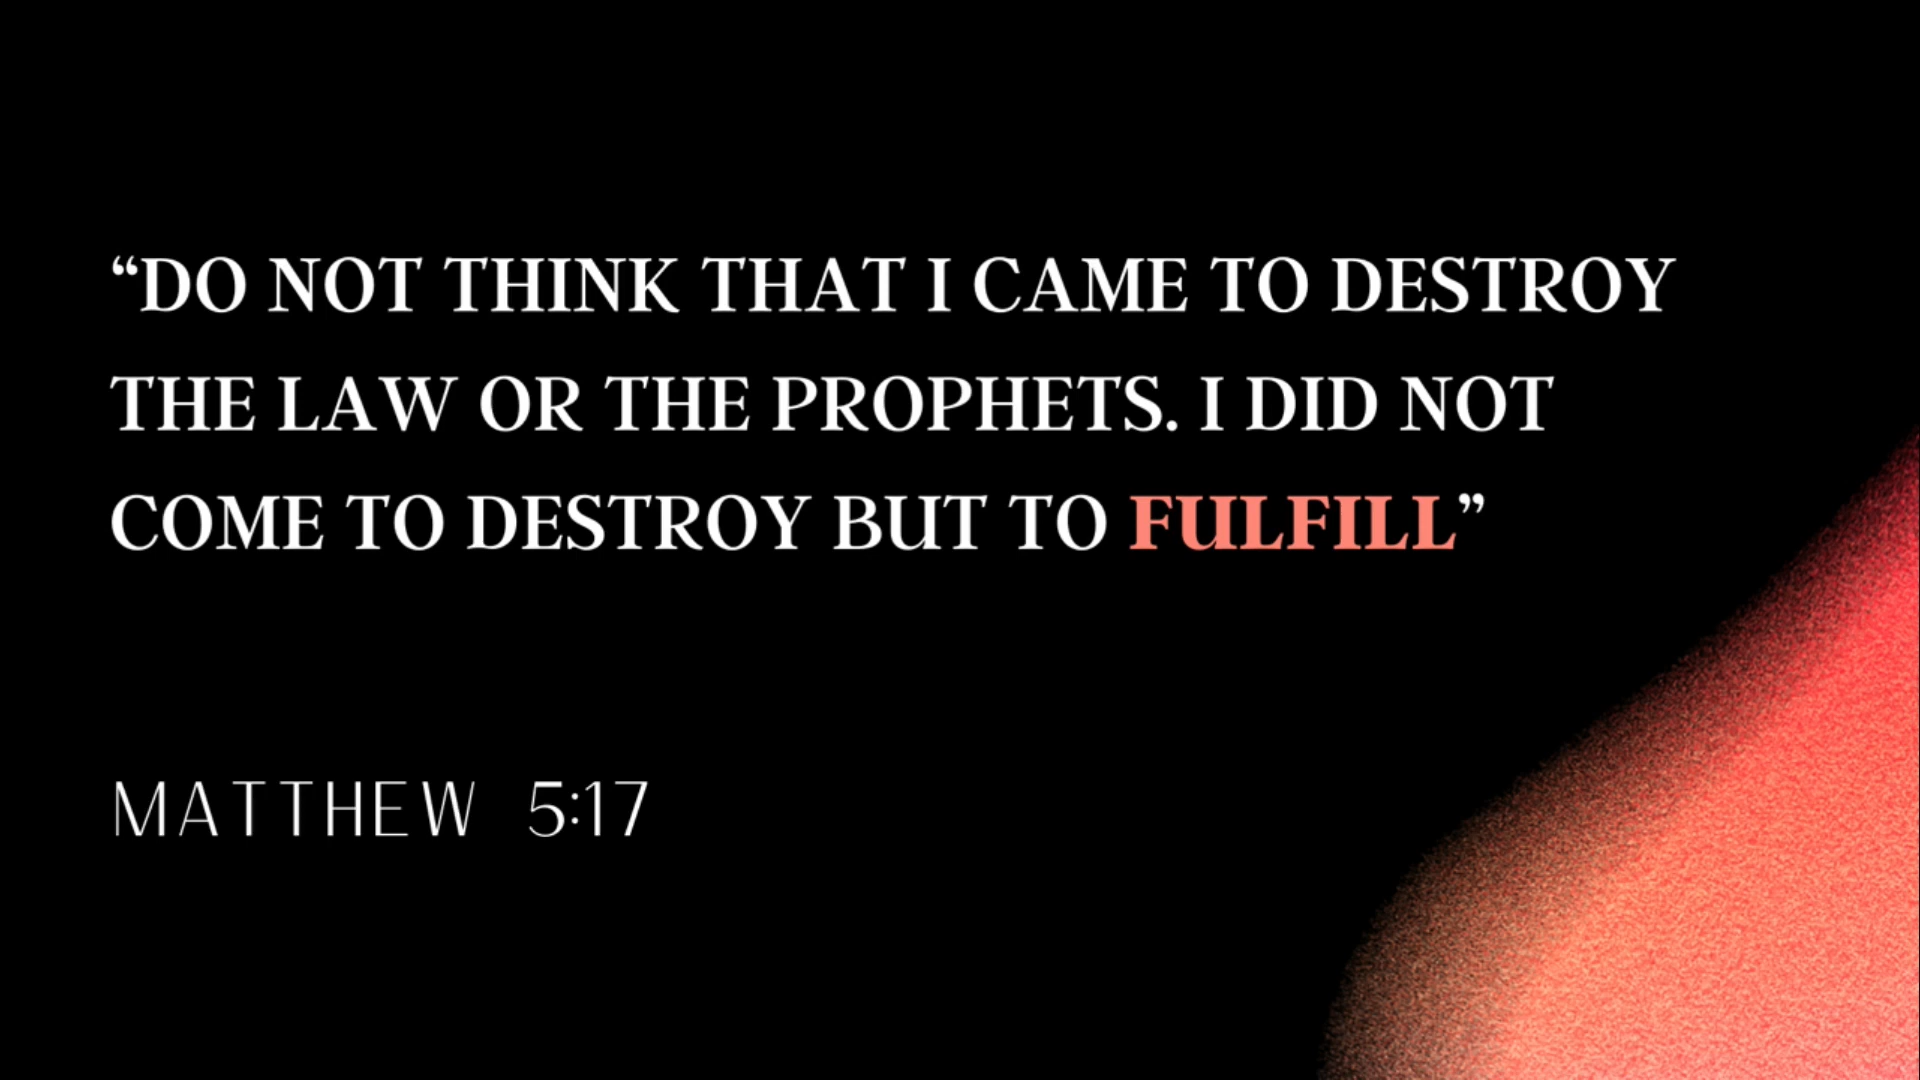 “DO NOT THINK THAT I CAME TO DESTROY
THE LAW OR THE PROPHETS. I DID NOT
COME TO DESTROY BUT TO FULFILL”
MATTHEW 5:17